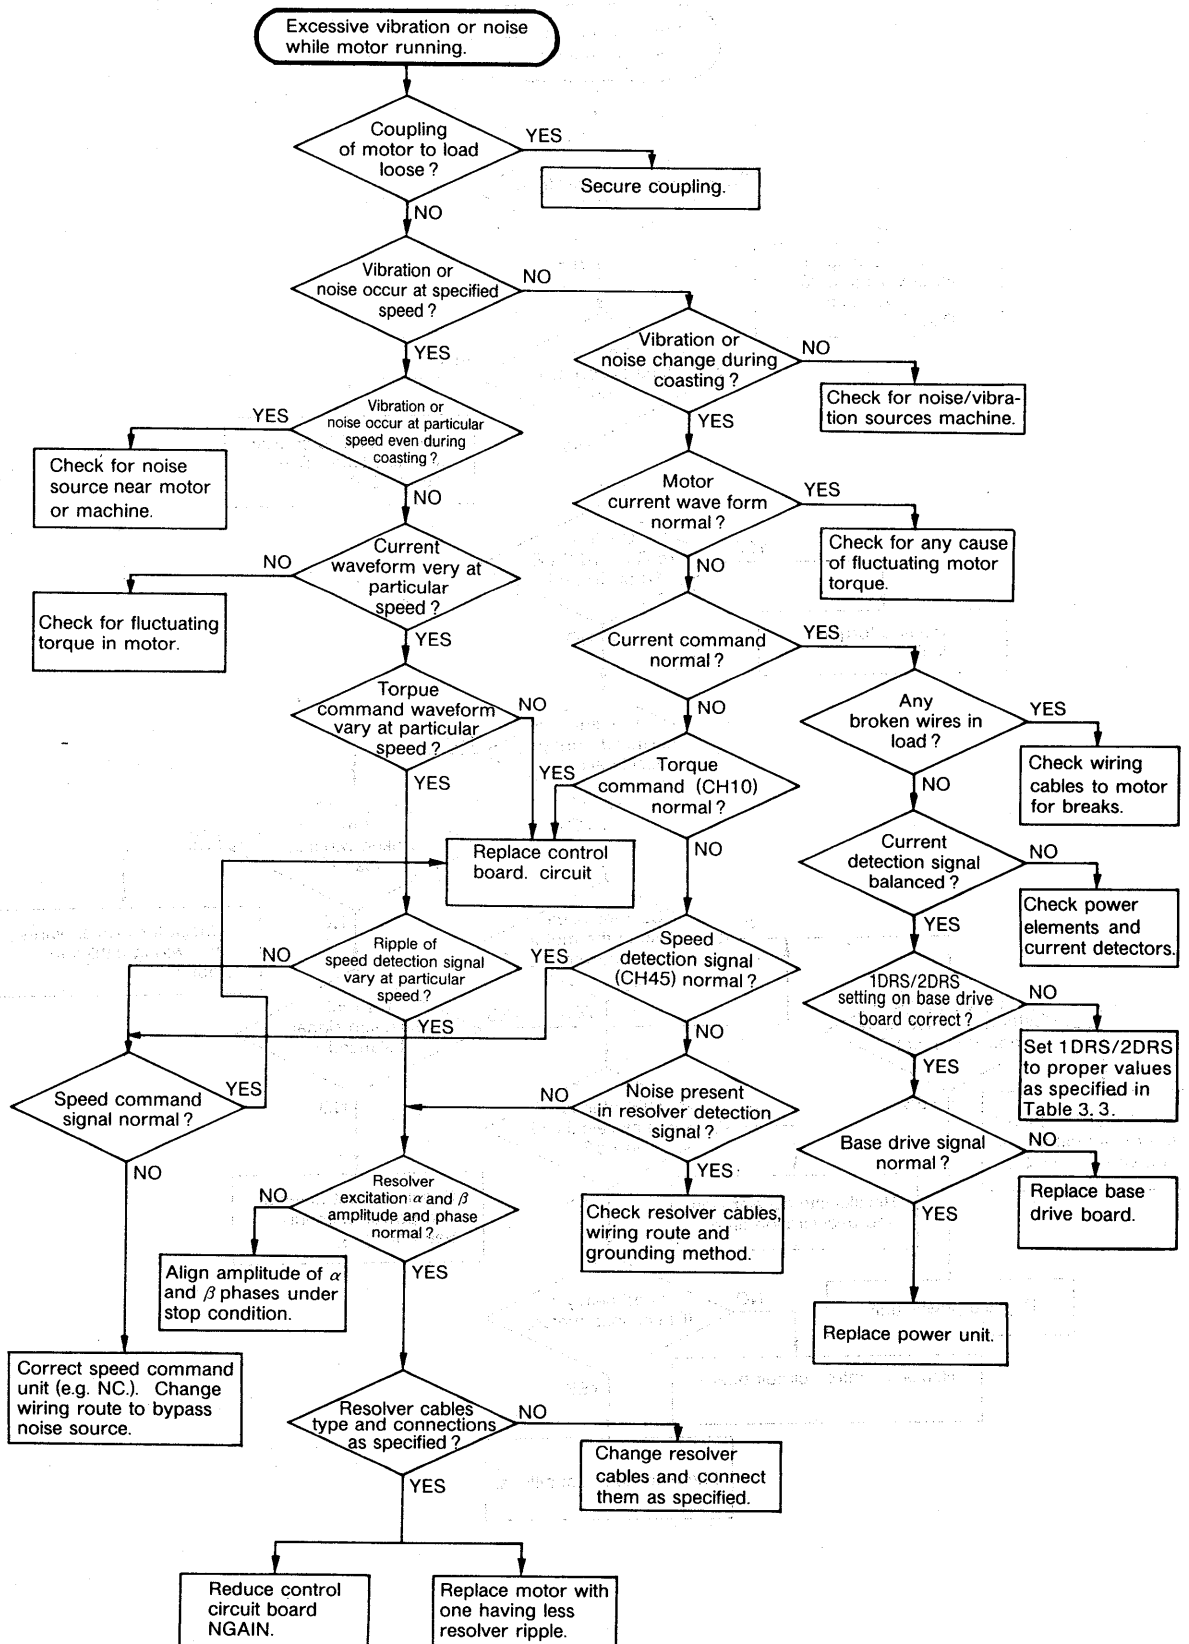 Excessive vibration or noise
while motor running.
Coupling
of motor to load
loose?
YES
Secure coupling.
NO
Vibration or
noise occur at specified
speed?
NO
YES
Vibration or
noise change during
coasting?
NO
Check for noise/vibra-
tion sources machine.
YES
Vibration or
noise occur at particular
speed even during
coasting?
YES
Check for noise
source near motor
or machine.
NO
Motor
current wave form
normal?
YES
Check for any cause
of fluctuating motor
torque.
NO
Current
waveform very at
particular
speed?
NO
Check for fluctuating
torque in motor.
YES
Current command
normal?
YES
NO
Torpue
command waveform
vary at particular
speed?
NO
YES
Any
broken wires in
load?
YES
Check wiring
cables to motor
for breaks.
NO
Torque
command (CH10)
normal?
YES
NO
Replace control
board. circuit
Current
detection signal
balanced?
NO
Check power
elements and
current detectors.
YES
Ripple of
speed detection signal
vary at particular
speed?
NO
YES
Speed
detection signal
(CH45) normal?
YES
NO
1DRS/2DRS
setting on base drive
board correct?
NO
Set 1DRS/2DRS
to proper values
as specified in
Table 3.3.
YES
Speed command
signal normal?
YES
NO
Noise present
in resolver detection
signal?
NO
YES
Base drive signal
normal?
NO
Replace base
drive board.
YES
Resolver
excitation α and β
amplitude and phase
normal?
NO
Align amplitude of α
and β phases under
stop condition.
YES
Check resolver cables,
wiring route and
grounding method.
Replace power unit.
Correct speed command
unit (e.g. NC.). Change
wiring route to bypass
noise source.
Resolver cables
type and connections
as specified?
NO
Change resolver
cables and connect
them as specified.
YES
Reduce control
circuit board
NGAIN.
Replace motor with
one having less
resolver ripple.